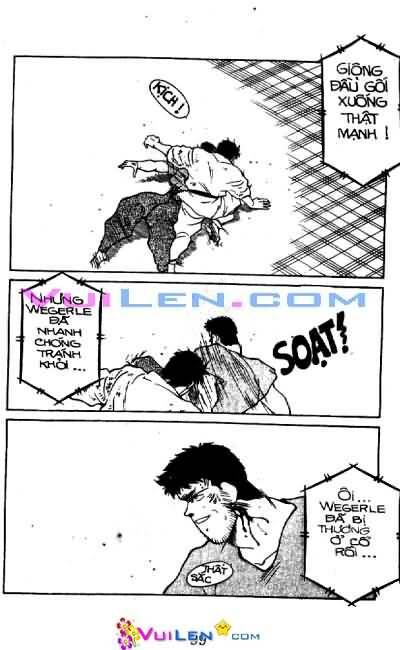 GIỘNG
ĐẦU GỐI
XUỐNG
THẬT
MẠNH!
KÍCH!
NHƯNG
WEGERLE
ĐÃ
NHANH
CHÓNG
TRÁNH
KHỎI...
VUILEN.COM
SOẠT!
ÔI...
WEGERLE
ĐÃ BỊ
THƯƠNG
Ở CỔ
RỒI...
THẤT
SẮC
VUILEN
99